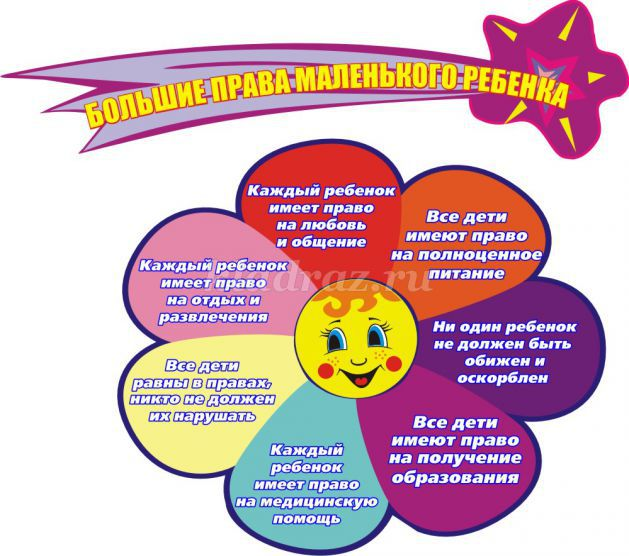 БОЛЬШИЕ ПРАВА МАЛЕНЬКОГО РЕБЕНКА
Каждый ребенок
имеет право
на любовь
и общение
Все дети
имеют право
на полноценное
питание
Ни один ребенок
не должен быть
обижен и
оскорблен
Все дети
имеют право
на получение
образования
Каждый
ребенок
имеет право
на медицинскую
помощь
Все дети
равны в правах,
никто не должен
их нарушать
Каждый ребенок
имеет право
на отдых и
развлечения